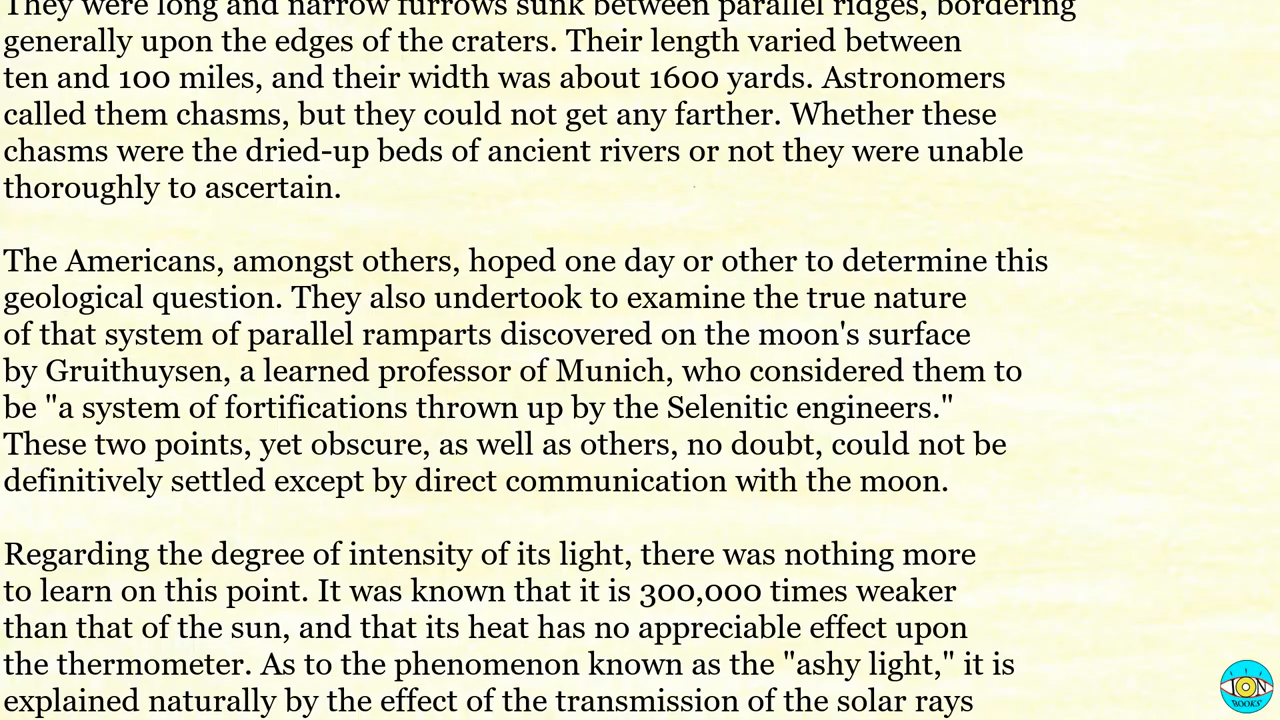 They were long and narrow furrows sunk between parallel ridges, bordering
generally upon the edges of the craters. Their length varied between
ten and 100 miles, and their width was about 1600 yards. Astronomers
called them chasms, but they could not get any farther. Whether these
chasms were the dried-up beds of ancient rivers or not they were unable
thoroughly to ascertain.
The Americans, amongst others, hoped one day or other to determine this
geological question. They also undertook to examine the true nature
of that system of parallel ramparts discovered on the moon's surface
by Gruithuysen, a learned professor of Munich, who considered them to
be "a system of fortifications thrown up by the Selenitic engineers."
These two points, yet obscure, as well as others, no doubt, could not be
definitively settled except by direct communication with the moon.
Regarding the degree of intensity of its light, there was nothing more
to learn on this point. It was known that it is 300,000 times weaker
than that of the sun, and that its heat has no appreciable effect upon
the thermometer. As to the phenomenon known as the "ashy light," it is
explained naturally by the effect of the transmission of the solar rays
ION
BOOKS